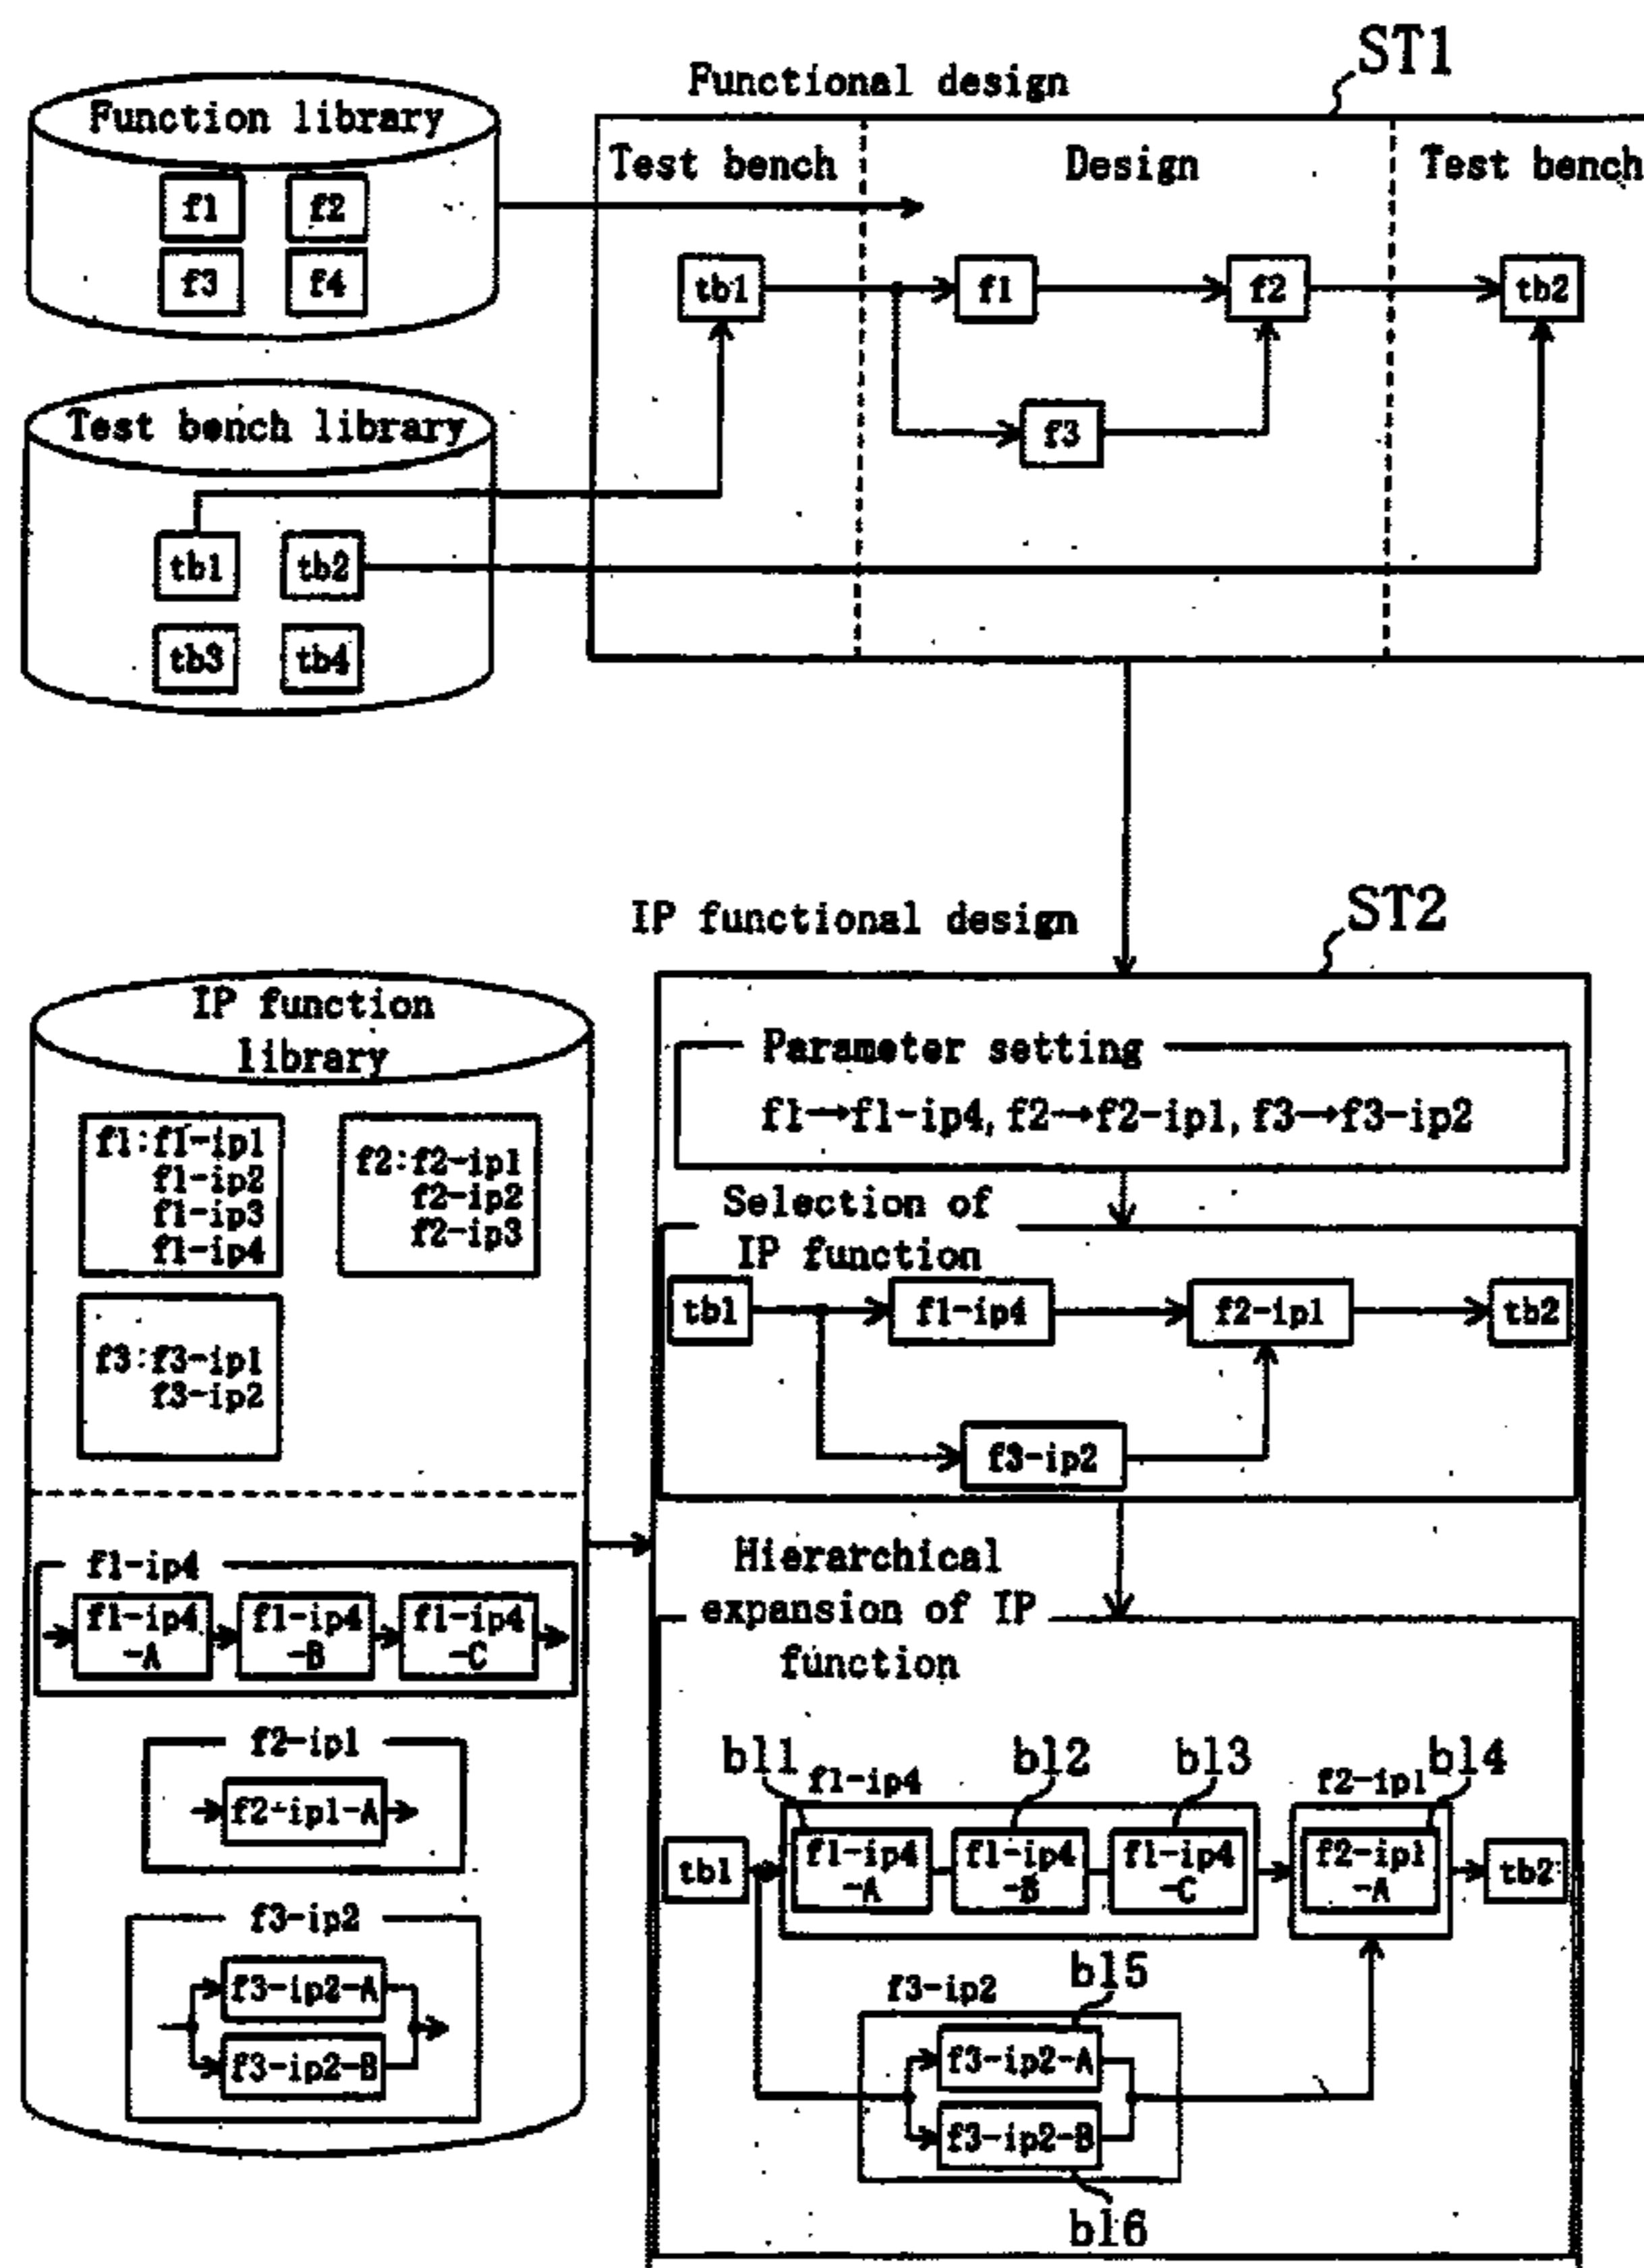 ST1
Functional design
Function library
f1 f2
f3 f4
Test bench Design Test bench
tb1 f1 f2 tb2
f3
Test bench library
tb1 tb2
tb3 tb4
IP functional design
ST2
IP function
library
f1:f1-ip1
f1-ip2
f1-ip3
f1-ip4
f2:f2-ip1
f2-ip2
f2-ip3
f3:f3-ip1
f3-ip2
f1-ip4
f1-ip4
-A
f1-ip4
-B
f1-ip4
-C
f2-ip1
f2-ip1-A
f3-ip2
f3-ip2-A
f3-ip2-B
Parameter setting
f1→f1-ip4, f2→f2-ip1, f3→f3-ip2
Selection of
IP function
tb1 f1-ip4 f2-ip1 tb2
f3-ip2
Hierarchical
expansion of IP
function
bl1 f1-ip4 bl2 bl3 f2-ip1 bl4
tb1
f1-ip4
-A
f1-ip4
-B
f1-ip4
-C
f2-ip1
-A
tb2
f3-ip2 bl5
f3-ip2-A
f3-ip2-B
bl6